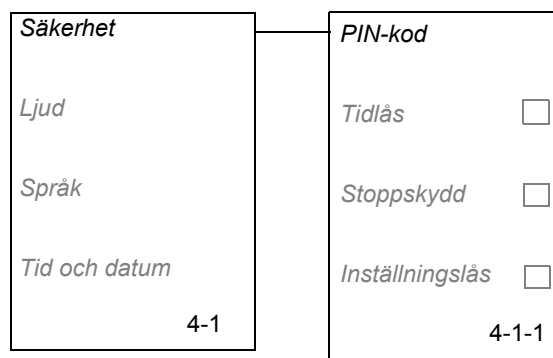 Säkerhet
Ljud
Språk
Tid och datum
4-1
PIN-kod
Tidlås
Stoppskydd
Inställningslås
4-1-1